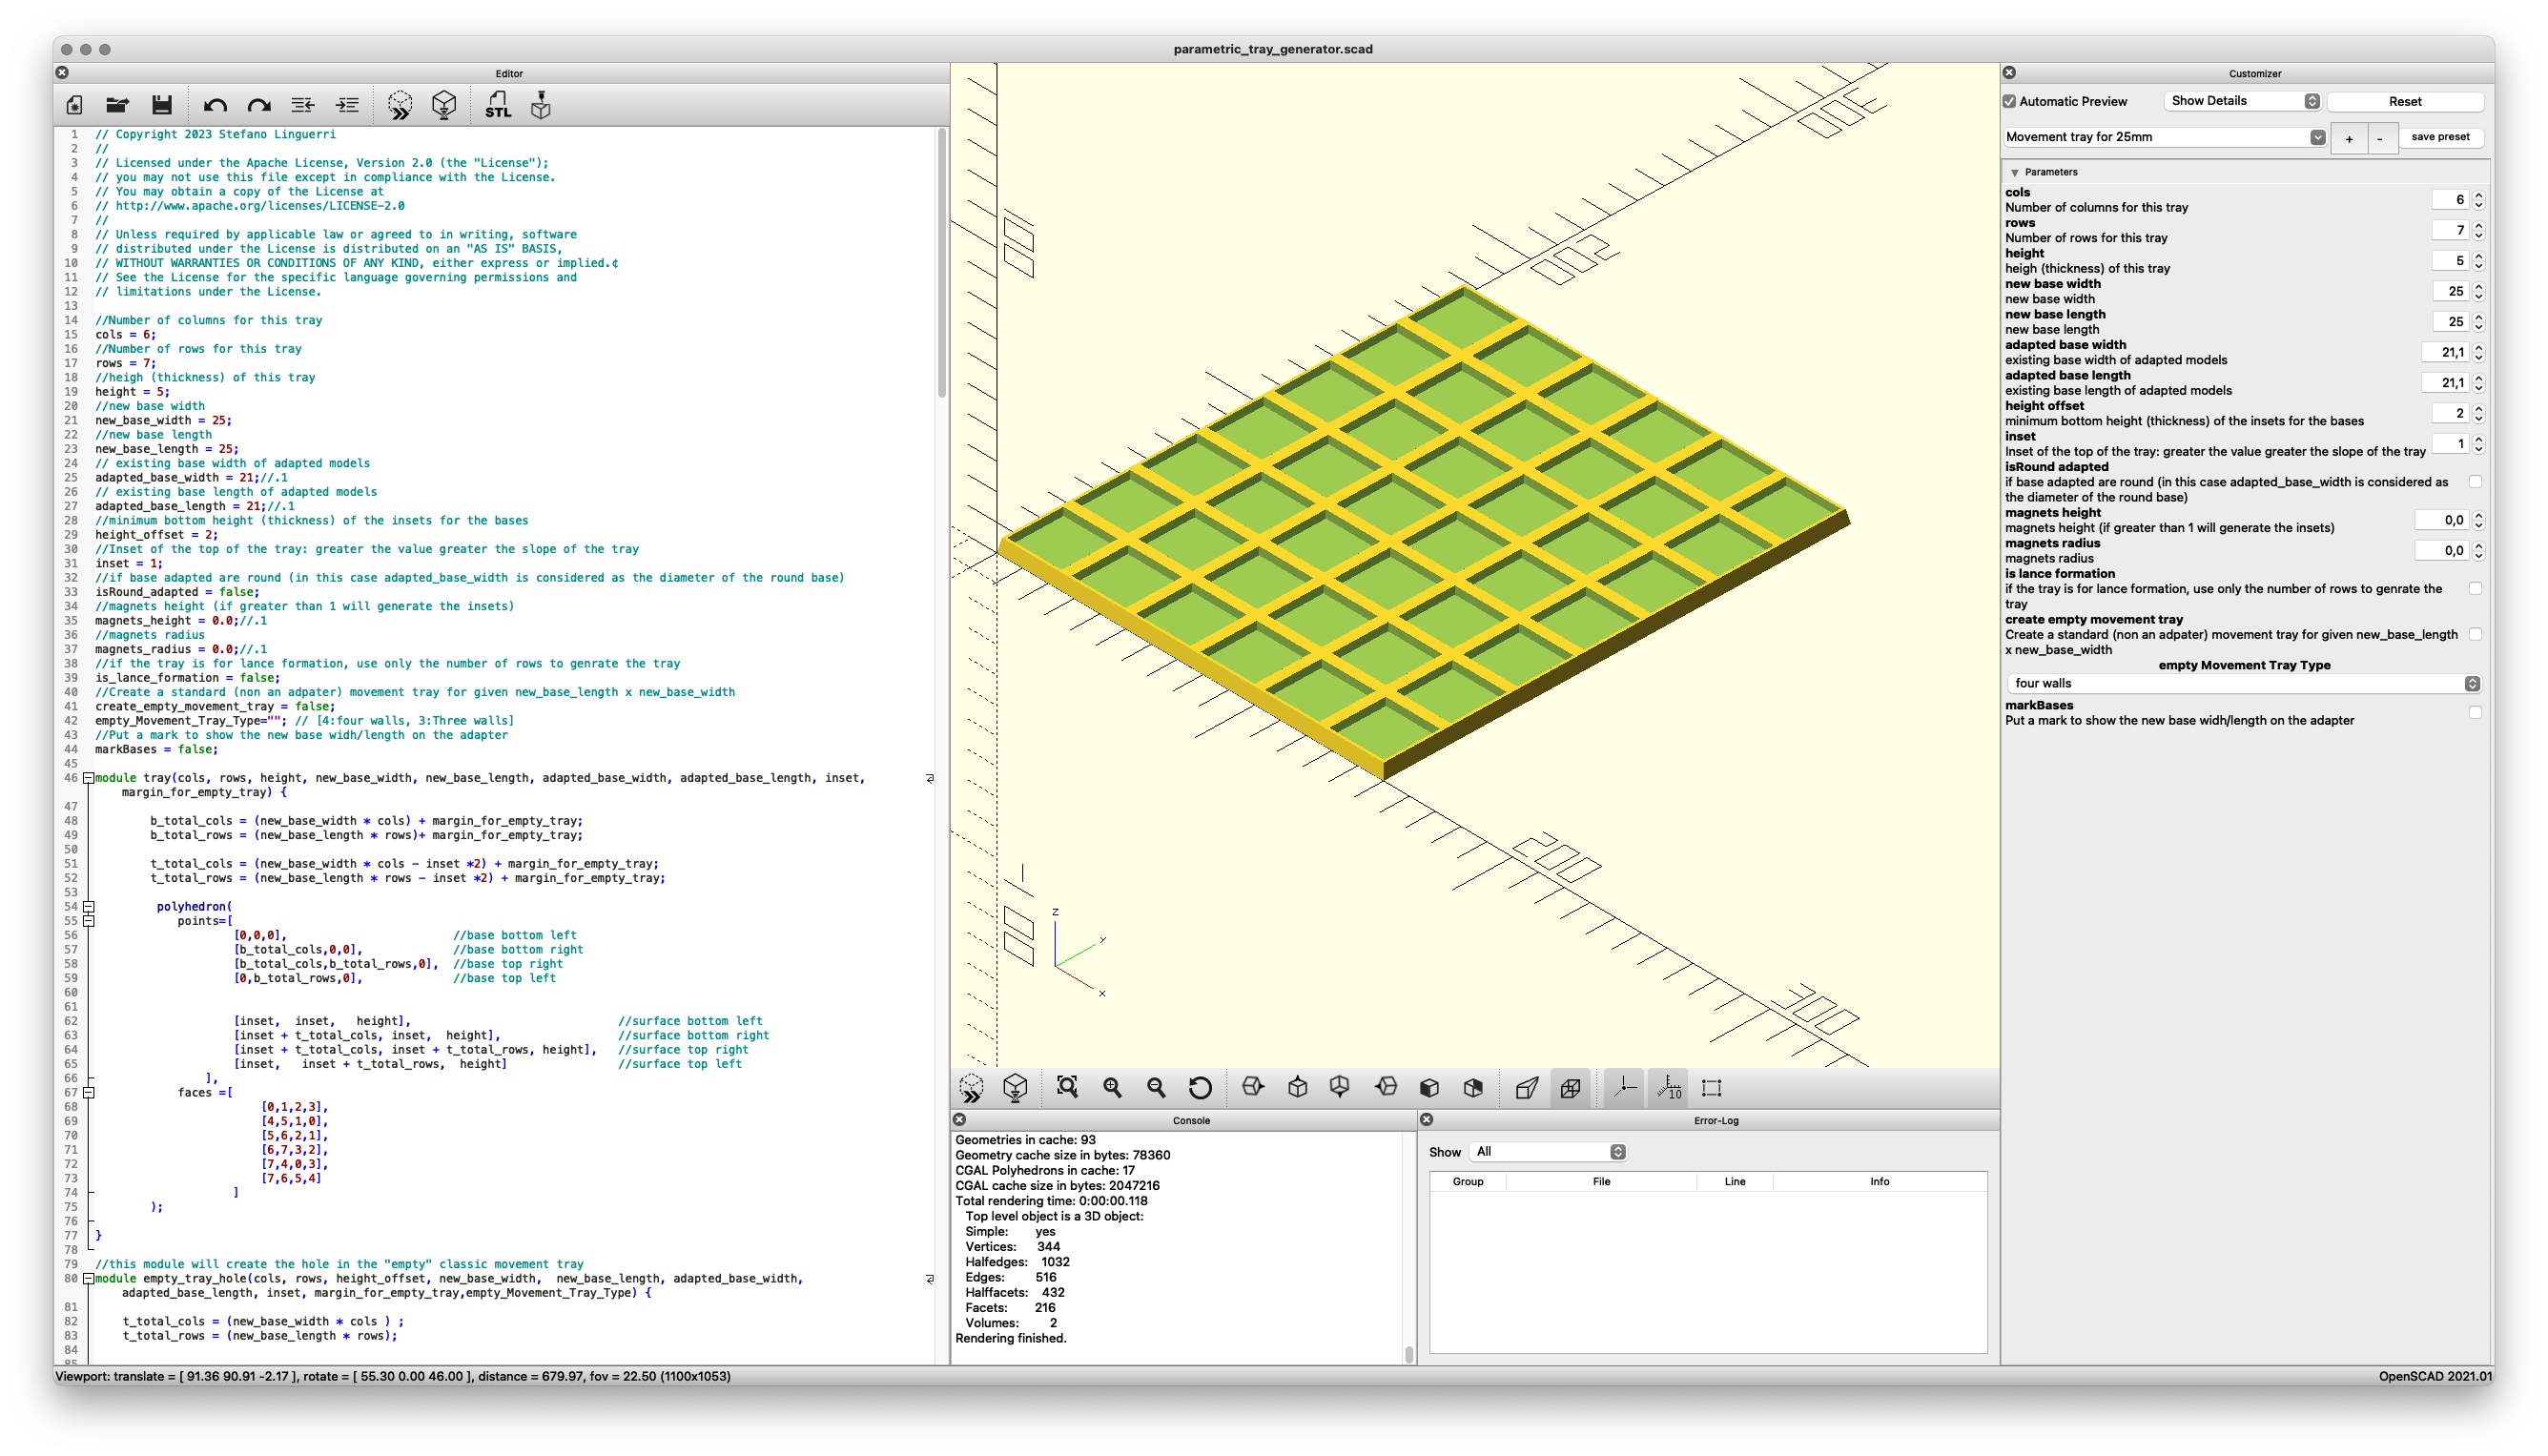 parametric_tray_generator.scad
Editor
STL
1 // Copyright 2023 Stefano Linguerri
2 //
3 // Licensed under the Apache License, Version 2.0 (the "License");
4 // you may not use this file except in compliance with the License.
5 // You may obtain a copy of the License at
6 // http://www.apache.org/licenses/LICENSE-2.0
7 //
8 // Unless required by applicable law or agreed to in writing, software
9 // distributed under the License is distributed on an "AS IS" BASIS,
10 // WITHOUT WARRANTIES OR CONDITIONS OF ANY KIND, either express or implied.¢
11 // See the License for the specific language governing permissions and
12 // limitations under the License.
13
14 //Number of columns for this tray
15 cols = 6;
16 //Number of rows for this tray
17 rows = 7;
18 //heigh (thickness) of this tray
19 height = 5;
20 //new base width
21 new_base_width = 25;
22 //new base length
23 new_base_length = 25;
24 // existing base width of adapted models
25 adapted_base_width = 21;//.1
26 // existing base length of adapted models
27 adapted_base_length = 21;//.1
28 //minimum bottom height (thickness) of the insets for the bases
29 height_offset = 2;
30 //Inset of the top of the tray: greater the value greater the slope of the tray
31 inset = 1;
32 //if base adapted are round (in this case adapted_base_width is considered as the diameter of the round base)
33 isRound_adapted = false;
34 //magnets height (if greater than 1 will generate the insets)
35 magnets_height = 0.0;//.1
36 //magnets radius
37 magnets_radius = 0.0;//.1
38 //if the tray is for lance formation, use only the number of rows to genrate the tray
39 is_lance_formation = false;
40 //Create a standard (non an adpater) movement tray for given new_base_length x new_base_width
41 create_empty_movement_tray = false;
42 empty_Movement_Tray_Type=""; // [4:four walls, 3:Three walls]
43 //Put a mark to show the new base widh/length on the adapter
44 markBases = false;
45
46 module tray(cols, rows, height, new_base_width, new_base_length, adapted_base_width, adapted_base_length, inset,
margin_for_empty_tray) {
47
48 b_total_cols = (new_base_width * cols) + margin_for_empty_tray;
49 b_total_rows = (new_base_length * rows)+ margin_for_empty_tray;
50
51 t_total_cols = (new_base_width * cols - inset *2) + margin_for_empty_tray;
52 t_total_rows = (new_base_length * rows - inset *2) + margin_for_empty_tray;
53
54 polyhedron(
55 points=[
56 [0,0,0], //base bottom left
57 [b_total_cols,0,0], //base bottom right
58 [b_total_cols,b_total_rows,0], //base top right
59 [0,b_total_rows,0], //base top left
60
61
62 [inset, inset, height], //surface bottom left
63 [inset + t_total_cols, inset, height], //surface bottom right
64 [inset + t_total_cols, inset + t_total_rows, height], //surface top right
65 [inset, inset + t_total_rows, height] //surface top left
66 ],
67 faces =[
68 [0,1,2,3],
69 [4,5,1,0],
70 [5,6,2,1],
71 [6,7,3,2],
72 [7,4,0,3],
73 [7,6,5,4]
74 ]
75 );
76
77 }
78
79 //this module will create the hole in the "empty" classic movement tray
80 module empty_tray_hole(cols, rows, height_offset, new_base_width, new_base_length, adapted_base_width,
adapted_base_length, inset, margin_for_empty_tray,empty_Movement_Tray_Type) {
81
82 t_total_cols = (new_base_width * cols ) ;
83 t_total_rows = (new_base_length * rows);
84
85
200
200
300
z
y
x
10
Console
Geometries in cache: 93
Geometry cache size in bytes: 78360
CGAL Polyhedrons in cache: 17
CGAL cache size in bytes: 2047216
Total rendering time: 0:00:00.118
Top level object is a 3D object:
Simple: yes
Vertices: 344
Halfedges: 1032
Edges: 516
Halffacets: 432
Facets: 216
Volumes: 2
Rendering finished.
Error-Log
Show All
Group File Line Info
Customizer
Automatic Preview Show Details Reset
Movement tray for 25mm + - save preset
Parameters
cols
Number of columns for this tray 6
rows
Number of rows for this tray 7
height
heigh (thickness) of this tray 5
new base width
new base width 25
new base length
new base length 25
adapted base width
existing base width of adapted models 21,1
adapted base length
existing base length of adapted models 21,1
height offset
minimum bottom height (thickness) of the insets for the bases 2
inset
Inset of the top of the tray: greater the value greater the slope of the tray 1
isRound adapted
if base adapted are round (in this case adapted_base_width is considered as
the diameter of the round base)
magnets height
magnets height (if greater than 1 will generate the insets) 0,0
magnets radius
magnets radius 0,0
is lance formation
if the tray is for lance formation, use only the number of rows to genrate the
tray
create empty movement tray
Create a standard (non an adpater) movement tray for given new_base_length
x new_base_width
empty Movement Tray Type
four walls
markBases
Put a mark to show the new base widh/length on the adapter
Viewport: translate = [ 91.36 90.91 -2.17 ], rotate = [ 55.30 0.00 46.00 ], distance = 679.97, fov = 22.50 (1100x1053)
OpenSCAD 2021.01